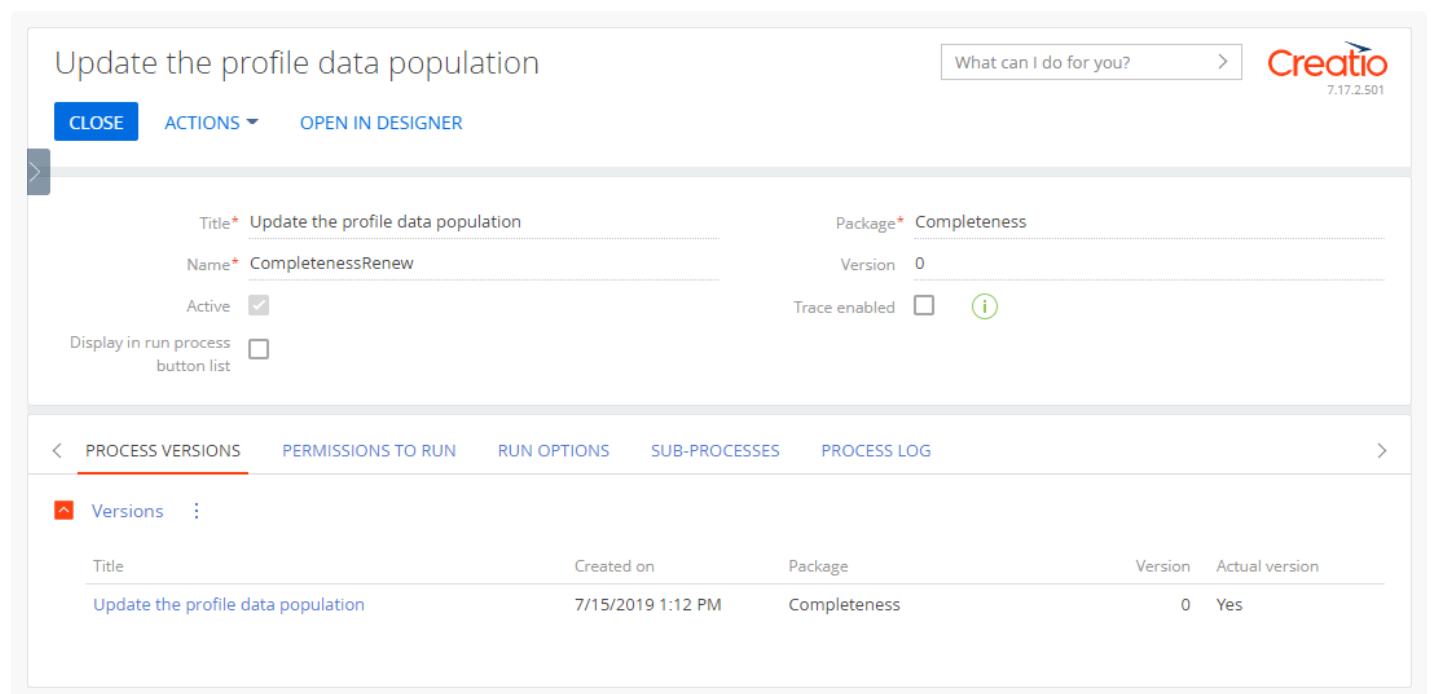 Update the profile data population
What can I do for you?
Creatio
7.17.2.501
CLOSE ACTIONS OPEN IN DESIGNER
Title* Update the profile data population
Package* Completeness
Name* CompletenessRenew
Version 0
Active
Trace enabled
i
Display in run process
button list
PROCESS VERSIONS PERMISSIONS TO RUN RUN OPTIONS SUB-PROCESSES PROCESS LOG
Versions
Title Created on Package Version Actual version
Update the profile data population 7/15/2019 1:12 PM Completeness 0 Yes